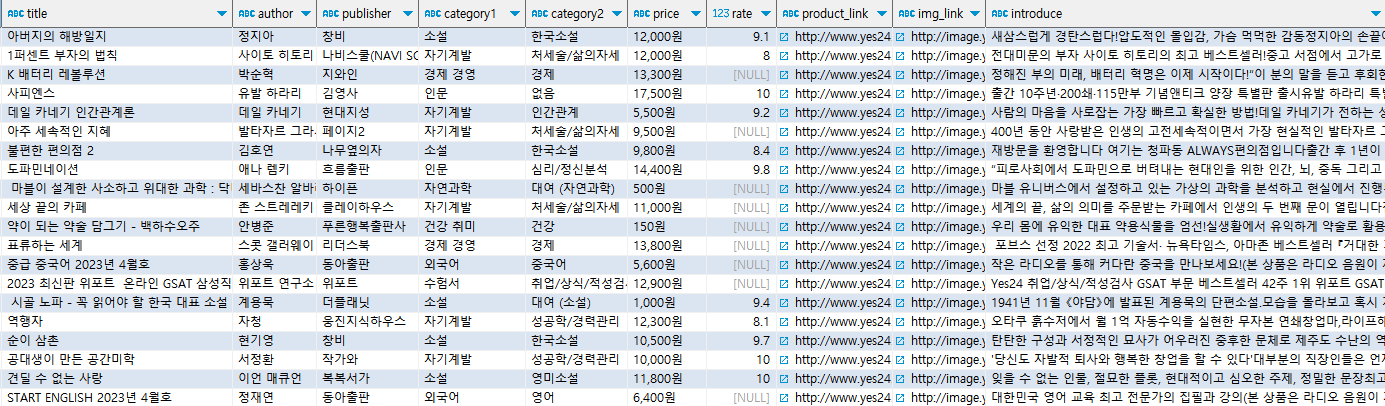 ABC title ABC author ABC publisher ABC category1 ABC category2 ABC price 123 rate ABC product_link ABC img_link ABC introduce
아버지의 해방일지 정지아 창비 소설 한국소설 12,000원 9.1 http://www.yes24 http://image.y 새삼스럽게 경탄스럽다!압도적인 몰입감, 가슴 먹먹한 감동정지아의 손끝에
1퍼센트 부자의 법칙 사이토 히토리 나비스쿨(NAVI SC 자기계발 처세술/삶의자세 12,000원 8 http://www.yes24 http://image.y 전대미문의 부자 사이토 히토리의 최고 베스트셀러!중고 서점에서 고가로
K 배터리 레볼루션 박순혁 지와인 경제 경영 경제 13,300원 [NULL] http://www.yes24 http://image.y 정해진 부의 미래, 배터리 혁명은 이제 시작이다!"이 분의 말을 듣고 후회한
사피엔스 유발 하라리 김영사 인문 없음 17,500원 10 http://www.yes24 http://image.y 출간 10주년·200쇄·115만부 기념앤티크 양장 특별판 출시유발 하라리 특별
데일 카네기 인간관계론 데일 카네기 현대지성 자기계발 인간관계 5,500원 9.2 http://www.yes24 http://image.y 사람의 마음을 사로잡는 가장 빠르고 확실한 방법!데일 카네기가 전하는 성
아주 세속적인 지혜 발타자르 그라시 페이지2 자기계발 처세술/삶의자세 9,500원 [NULL] http://www.yes24 http://image.y 400년 동안 사랑받은 인생의 고전세속적이면서 가장 현실적인 발타자르 그
불편한 편의점 2 김호연 나무옆의자 소설 한국소설 9,800원 8.4 http://www.yes24 http://image.y 재방문을 환영합니다 여기는 청파동 ALWAYS편의점입니다출간 후 1년이
도파민네이션 애나 렘키 흐름출판 인문 심리/정신분석 14,400원 9.8 http://www.yes24 http://image.y "피로사회에서 도파민으로 버텨내는 현대인을 위한 인간, 뇌, 중독 그리고
마블이 설계한 사소하고 위대한 과학 : 닥 세바스찬 알바 하이픈 자연과학 대여 (자연과학) 500원 [NULL] http://www.yes24 http://image.y 마블 유니버스에서 설정하고 있는 가상의 과학을 분석하고 현실에서 진행
세상 끝의 카페 존 스트레레키 클레이하우스 자기계발 처세술/삶의자세 11,000원 [NULL] http://www.yes24 http://image.y 세계의 끝, 삶의 의미를 주문받는 카페에서 인생의 두 번째 문이 열립니다
약이 되는 약술 담그기 - 백하수오주 안병준 푸른행복출판사 건강 취미 건강 150원 [NULL] http://www.yes24 http://image.y 우리 몸에 유익한 대표 약용식물을 엄선!실생활에서 유익하게 약술로 활용
표류하는 세계 스콧 갤러웨이 리더스북 경제 경영 경제 13,800원 [NULL] http://www.yes24 http://image.y 포브스 선정 2022 최고 기술서· 뉴욕타임스, 아마존 베스트셀러 『거대한
중급 중국어 2023년 4월호 홍상욱 동아출판 외국어 중국어 5,600원 [NULL] http://www.yes24 http://image.y 작은 라디오를 통해 커다란 중국을 만나보세요!(본 상품은 라디오 음원이 저
2023 최신판 위포트 온라인 GSAT 삼성직 위포트 연구소 위포트 수험서 취업/상식/적성검사 12,900원 [NULL] http://www.yes24 http://image.y Yes24 취업/상식/적성검사 GSAT 부문 베스트셀러 42주 1위 위포트 GSAT
시골 노파 - 꼭 읽어야 할 한국 대표 소설 계용묵 더플래닛 소설 대여 (소설) 1,000원 9.4 http://www.yes24 http://image.y 1941년 11월 《야담》에 발표된 계용묵의 단편소설.모습을 몰라보고 혹시
역행자 자청 웅진지식하우스 자기계발 성공학/경력관리 12,300원 8.1 http://www.yes24 http://image.y 오타쿠 흙수저에서 월 1억 자동수익을 실현한 무자본 연쇄창업마,라이프해
순이 삼촌 현기영 창비 소설 한국소설 10,500원 9.7 http://www.yes24 http://image.y 탄탄한 구성과 서정적인 묘사가 어우러진 중후한 문체로 제주도 수난의 역
공대생이 만든 공간미학 서정환 작가와 자기계발 성공학/경력관리 10,000원 10 http://www.yes24 http://image.y '당신도 자발적 퇴사와 행복한 창업을 할 수 있다'대부분의 직장인들은 언젠
견딜 수 없는 사랑 이언 매큐언 복복서가 소설 영미소설 11,800원 10 http://www.yes24 http://image.y 잊을 수 없는 인물, 절묘한 플롯, 현대적이고 심오한 주제, 정밀한 문장최고
START ENGLISH 2023년 4월호 정재연 동아출판 외국어 영어 6,400원 [NULL] http://www.yes24 http://image.y 대한민국 영어 교육 최고 전문가의 집필과 강의(본 상품은 라디오 음원이 저